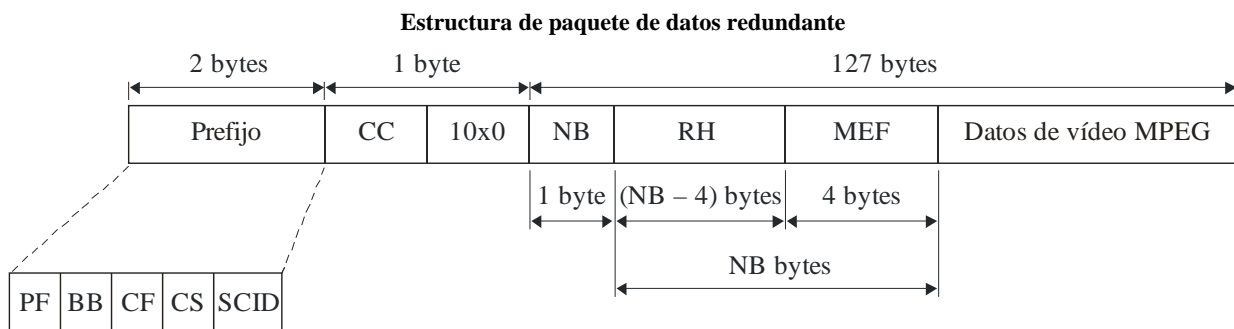 Estructura de paquete de datos redundante
2 bytes 1 byte 127 bytes
Prefijo CC 10x0 NB RH MEF Datos de vídeo MPEG
1 byte (NB – 4) bytes 4 bytes
NB bytes
PF BB CF CS SCID